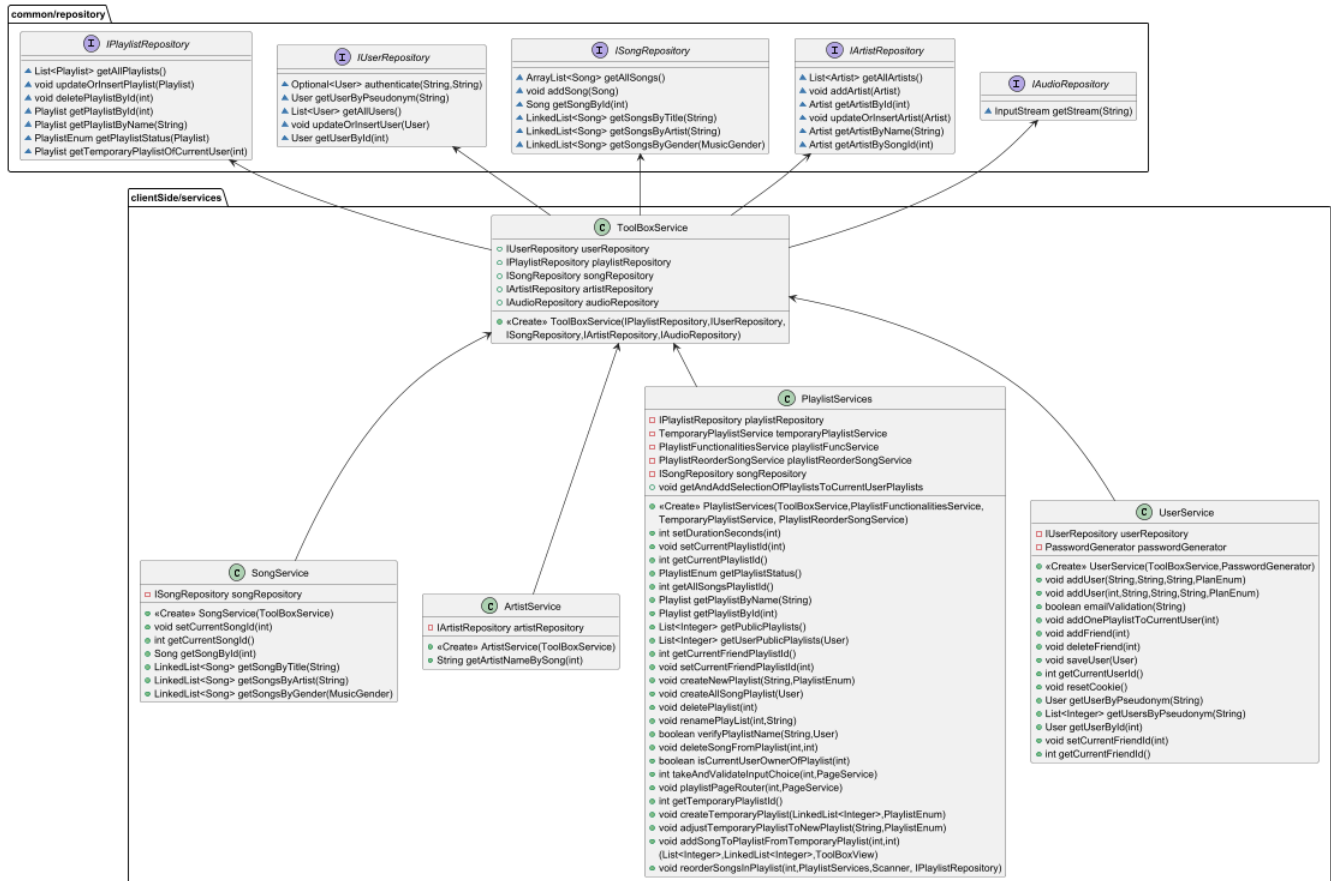 common/repository
I IPlaylistRepository
List<Playlist> getAllPlaylists()
void updateOrInsertPlaylist(Playlist)
void deletePlaylistById(int)
Playlist getPlaylistById(int)
Playlist getPlaylistByName(String)
PlaylistEnum getPlaylistStatus(Playlist)
Playlist getTemporaryPlaylistOfCurrentUser(int)
I IUserRepository
Optional<User> authenticate(String,String)
User getUserByPseudonym(String)
List<User> getAllUsers()
void updateOrInsertUser(User)
User getUserById(int)
I ISongRepository
ArrayList<Song> getAllSongs()
void addSong(Song)
Song getSongById(int)
LinkedList<Song> getSongsByTitle(String)
LinkedList<Song> getSongsByArtist(String)
LinkedList<Song> getSongsByGender(MusicGender)
I IArtistRepository
List<Artist> getAllArtists()
void addArtist(Artist)
Artist getArtistById(int)
void updateOrInsertArtist(Artist)
Artist getArtistByName(String)
Artist getArtistBySongId(int)
I IAudioRepository
InputStream getStream(String)
clientSide/services
C ToolBoxService
IUserRepository userRepository
IPlaylistRepository playlistRepository
ISongRepository songRepository
IArtistRepository artistRepository
IAudioRepository audioRepository
«Create» ToolBoxService(IPlaylistRepository,IUserRepository,
ISongRepository,IArtistRepository,IAudioRepository)
C SongService
ISongRepository songRepository
«Create» SongService(ToolBoxService)
void setCurrentSongId(int)
int getCurrentSongId()
Song getSongById(int)
LinkedList<Song> getSongByTitle(String)
LinkedList<Song> getSongsByArtist(String)
LinkedList<Song> getSongsByGender(MusicGender)
C ArtistService
IArtistRepository artistRepository
«Create» ArtistService(ToolBoxService)
String getArtistNameBySong(int)
C PlaylistServices
IPlaylistRepository playlistRepository
TemporaryPlaylistService temporaryPlaylistService
PlaylistFunctionalitiesService playlistFuncService
PlaylistReorderSongService playlistReorderSongService
ISongRepository songRepository
void getAndAddSelectionOfPlaylistsToCurrentUserPlaylists
«Create» PlaylistServices(ToolBoxService,PlaylistFunctionalitiesService,
TemporaryPlaylistService, PlaylistReorderSongService)
int setDurationSeconds(int)
void setCurrentPlaylistId(int)
int getCurrentPlaylistId()
PlaylistEnum getPlaylistStatus()
int getAllSongsPlaylistId()
Playlist getPlaylistByName(String)
Playlist getPlaylistById(int)
List<Integer> getPublicPlaylists()
List<Integer> getUserPublicPlaylists(User)
int getCurrentFriendPlaylistId()
void setCurrentFriendPlaylistId(int)
void createNewPlaylist(String,PlaylistEnum)
void createAllSongPlaylist(User)
void deletePlaylist(int)
void renamePlayList(int,String)
boolean verifyPlaylistName(String,User)
void deleteSongFromPlaylist(int,int)
boolean isCurrentUserOwnerOfPlaylist(int)
int takeAndValidateInputChoice(int,PageService)
void playlistPageRouter(int,PageService)
int getTemporaryPlaylistId()
void createTemporaryPlaylist(LinkedList<Integer>,PlaylistEnum)
void adjustTemporaryPlaylistToNewPlaylist(String,PlaylistEnum)
void addSongToPlaylistFromTemporaryPlaylist(int,int)
(List<Integer>,LinkedList<Integer>,ToolBoxView)
void reorderSongsInPlaylist(int,PlaylistServices,Scanner, IPlaylistRepository)
C UserService
IUserRepository userRepository
PasswordGenerator passwordGenerator
«Create» UserService(ToolBoxService,PasswordGenerator)
void addUser(String,String,String,PlanEnum)
void addUser(int,String,String,String,PlanEnum)
boolean emailValidation(String)
void addOnePlaylistToCurrentUser(int)
void addFriend(int)
void deleteFriend(int)
void saveUser(User)
int getCurrentUserId()
void resetCookie()
User getUserByPseudonym(String)
List<Integer> getUsersByPseudonym(String)
User getUserById(int)
void setCurrentFriendId(int)
int getCurrentFriendId()